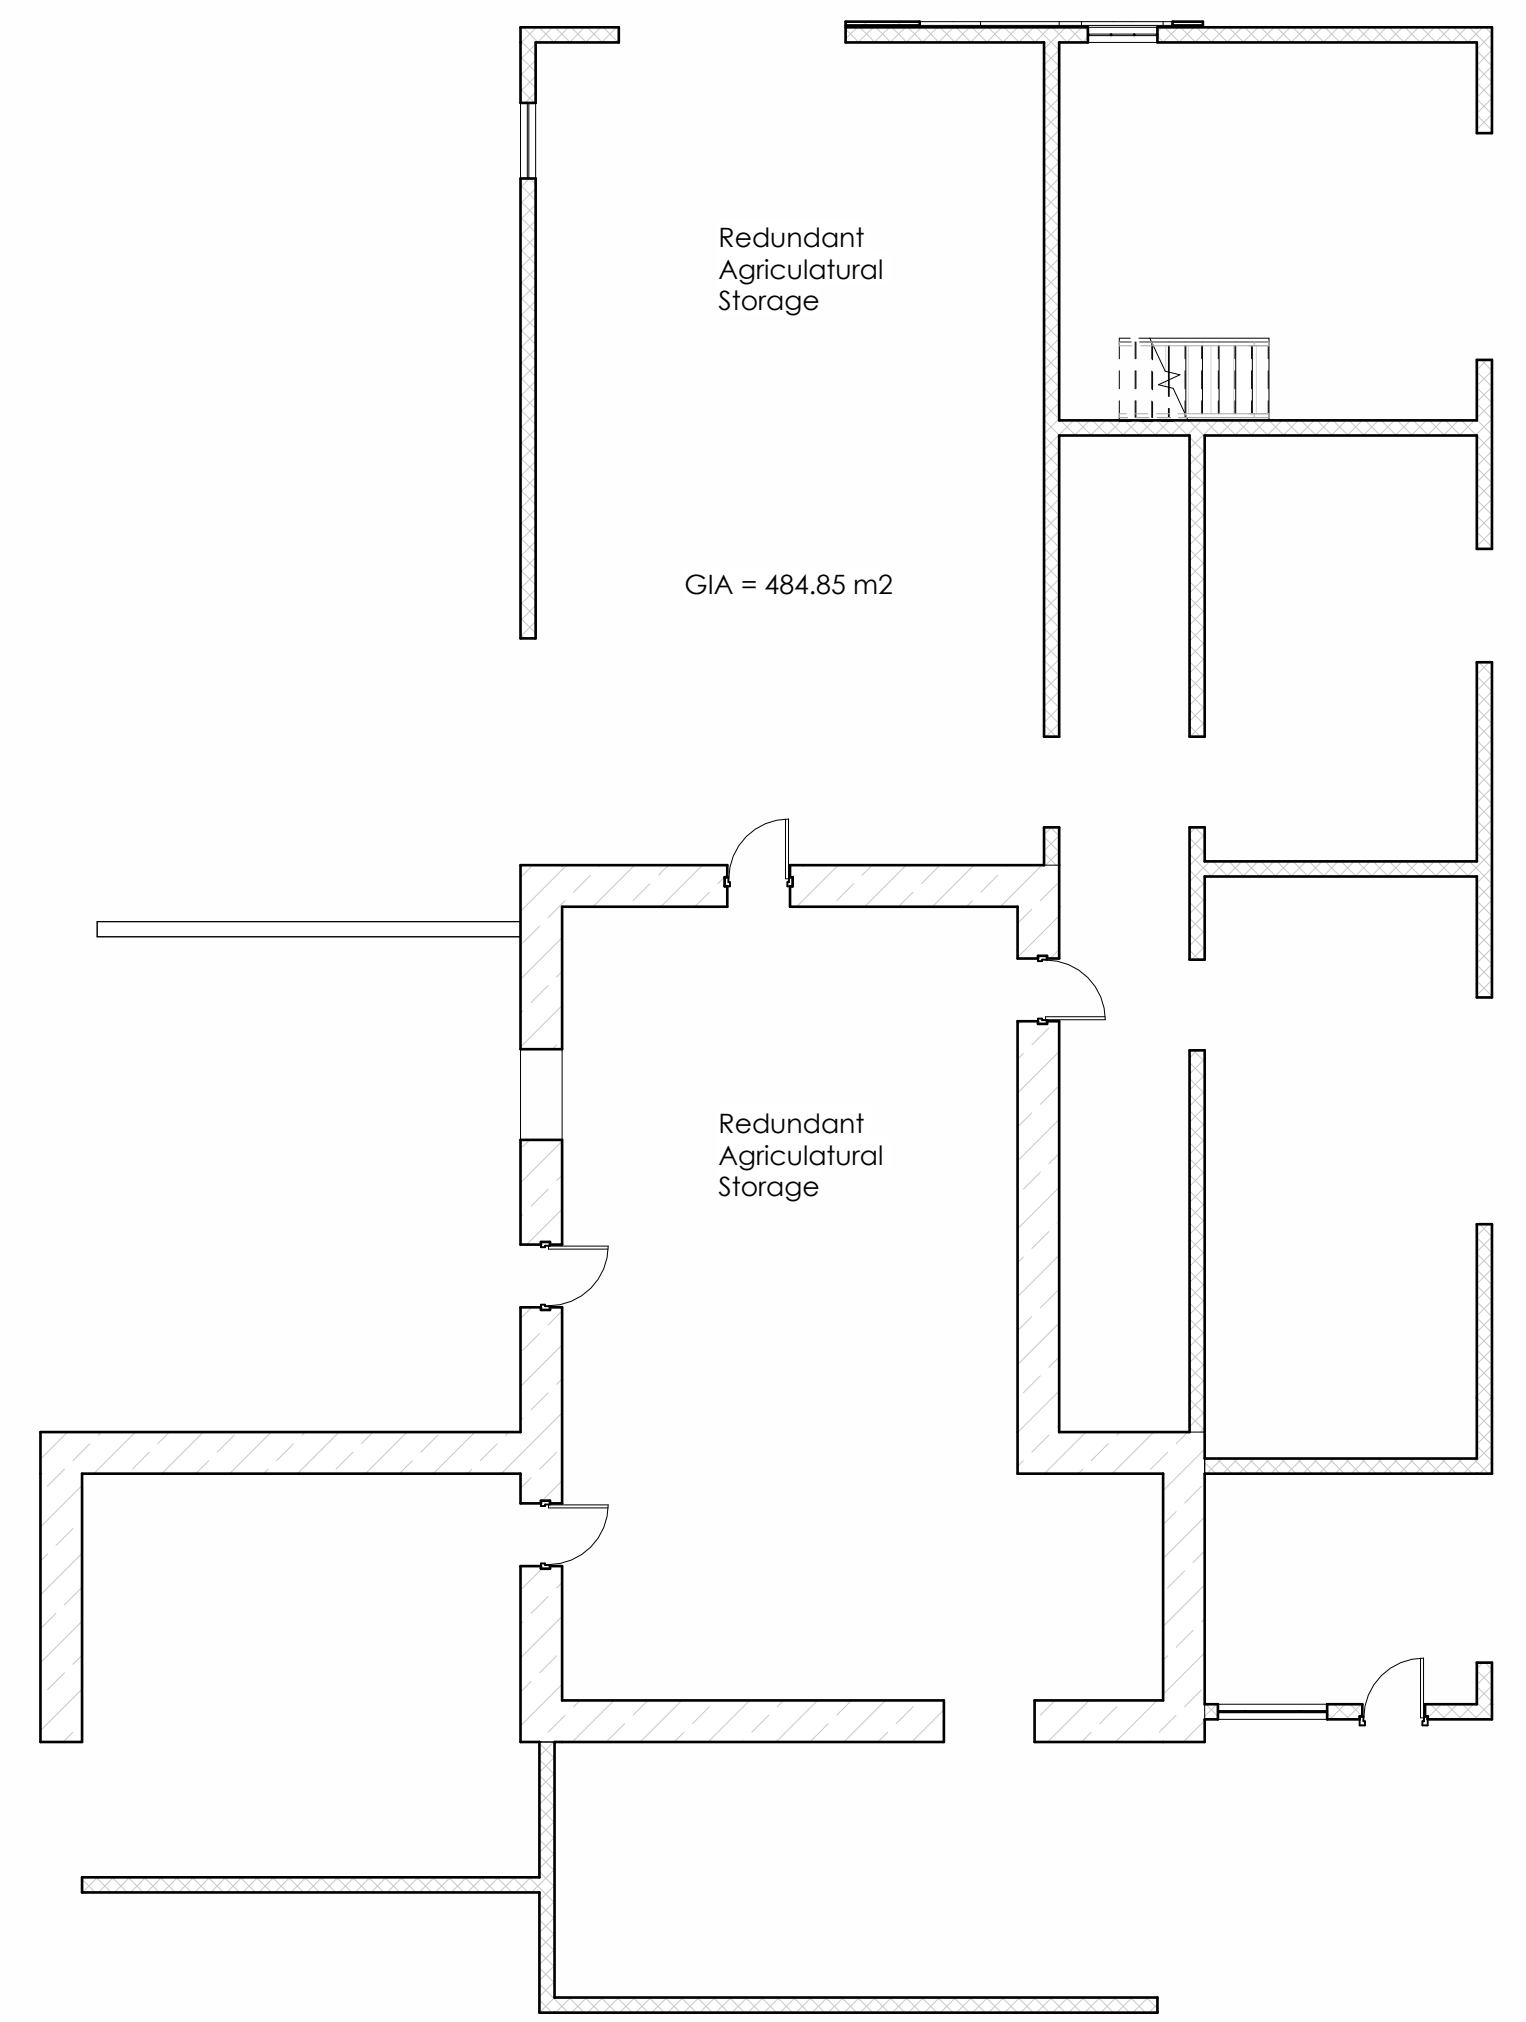 Redundant
Agriculatural
Storage
GIA = 484.85 m2
Redundant
Agriculatural
Storage